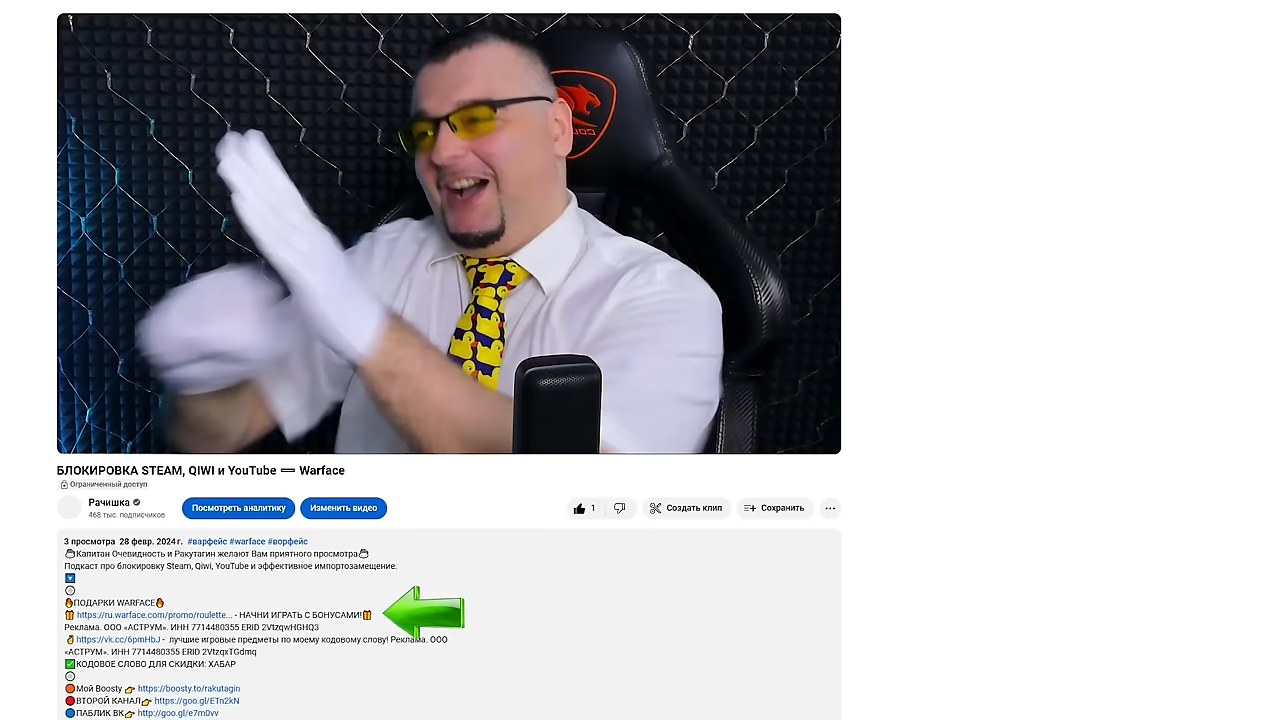 БЛОКИРОВКА STEAM, QIWI и YouTube ═ Warface
Ограниченный доступ
Рачишка
468 тыс. подписчиков
Посмотреть аналитику
Изменить видео
1
Создать клип
Сохранить
3 просмотра 28 февр. 2024 г. #варфейс #warface #ворфейс
Капитан Очевидность и Ракутагин желают Вам приятного просмотра
Подкаст про блокировку Steam, Qiwi, YouTube и эффективное импортозамещение.
🔥ПОДАРКИ WARFACE🔥
🎁 https://ru.warface.com/promo/roulette... - НАЧНИ ИГРАТЬ С БОНУСАМИ!🎁
Реклама. ООО «АСТРУМ». ИНН 7714480355 ERID 2VtzqwHGHQ3
https://vk.cc/6pmHbJ - лучшие игровые предметы по моему кодовому слову! Реклама. ООО
«АСТРУМ». ИНН 7714480355 ERID 2VtzqxTGdmq
✅КОДОВОЕ СЛОВО ДЛЯ СКИДКИ: ХАБАР
🟠Мой Boosty 👉 https://boosty.to/rakutagin
🔴ВТОРОЙ КАНАЛ👉 https://goo.gl/ETn2kN
🔵ПАБЛИК ВК👉 http://goo.gl/e7m0vv